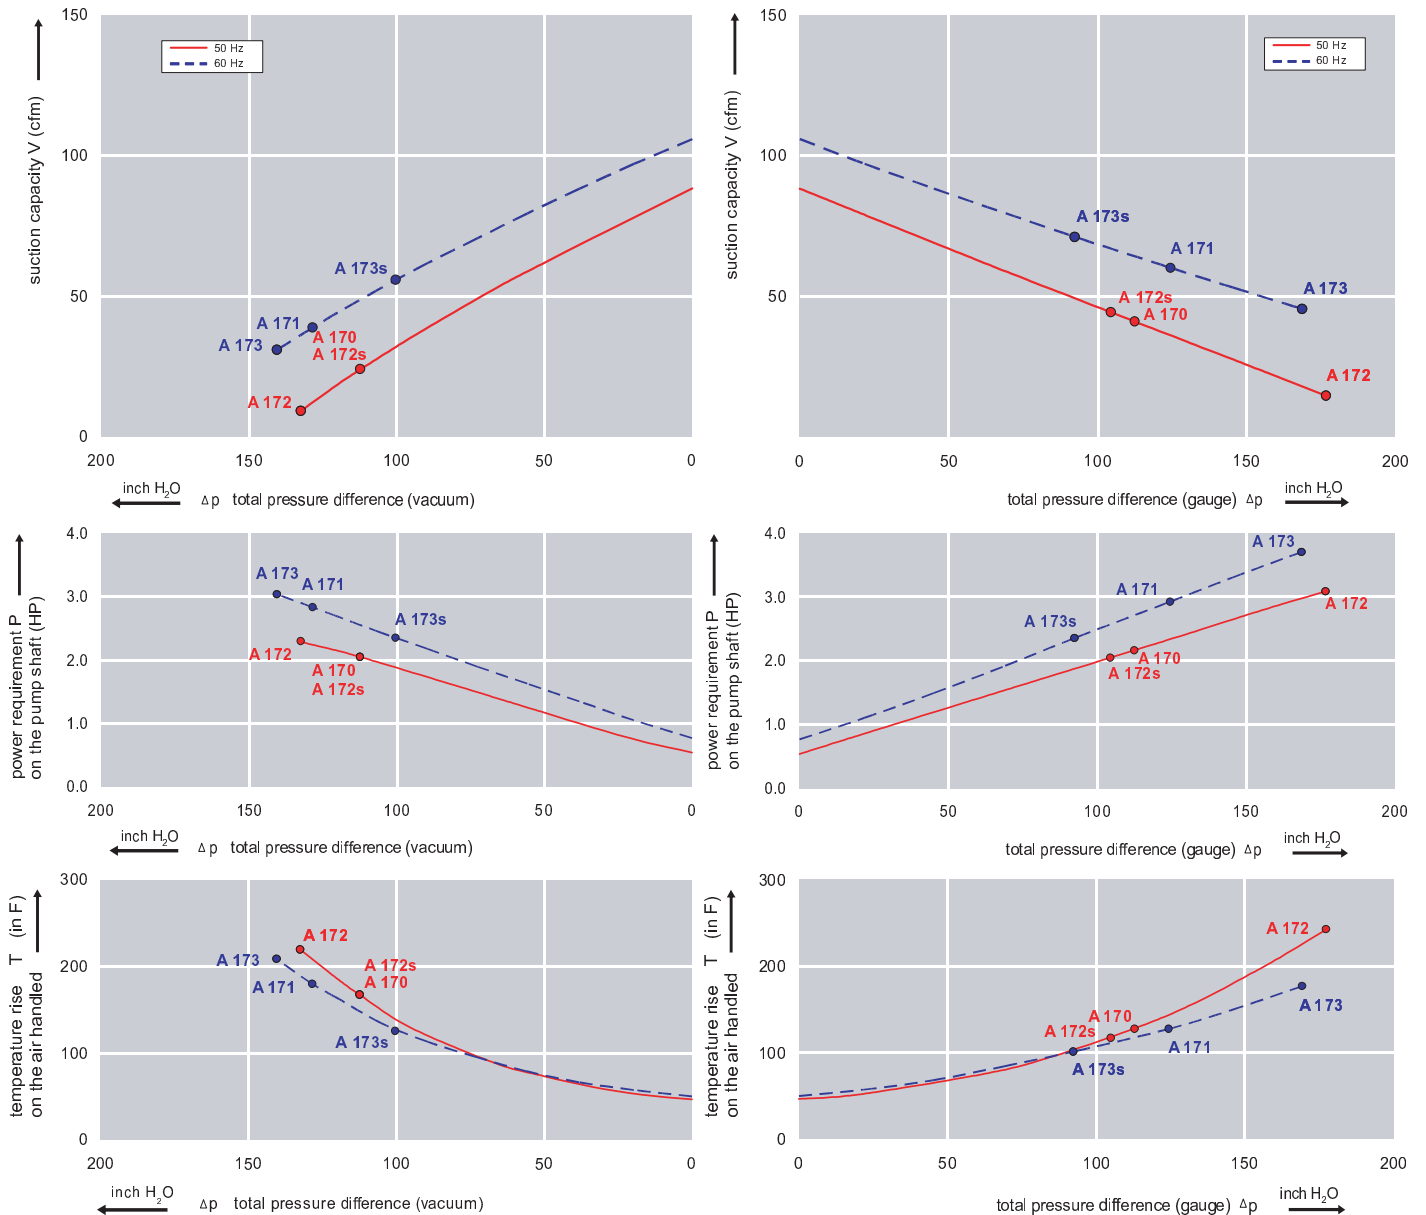 150
100
50
0
suction capacity V (cfm)
50 Hz
60 Hz
A 173s
A 171
A 173
A 170
A 172s
A 172
200
150
100
50
0
inch H₂O
Δp total pressure difference (vacuum)
150
100
50
suction capacity V (cfm)
50 Hz
60 Hz
A 173s
A 171
A 173
A 172s
A 170
A 172
0
50
100
150
200
total pressure difference (gauge) Δp
inch H₂O
4.0
3.0
2.0
1.0
0.0
power requirement P
on the pump shaft (HP)
A 173
A 171
A 173s
A 172
A 170
A 172s
200
150
100
50
0
inch H₂O
Δp total pressure difference (vacuum)
4.0
3.0
2.0
1.0
0.0
power requirement P
on the pump shaft (HP)
A 173
A 171
A 173s
A 172
A 170
A 172s
0
50
100
150
200
total pressure difference (gauge) Δp
inch H₂O
300
200
100
0
temperature rise T (in F)
on the air handled
A 172
A 173
A 172s
A 170
A 171
A 173s
200
150
100
50
0
inch H₂O
Δp total pressure difference (vacuum)
300
200
100
0
temperature rise T (in F)
on the air handled
A 172
A 173
A 170
A 172s
A 171
A 173s
0
50
100
150
200
total pressure difference (gauge) Δp
inch H₂O